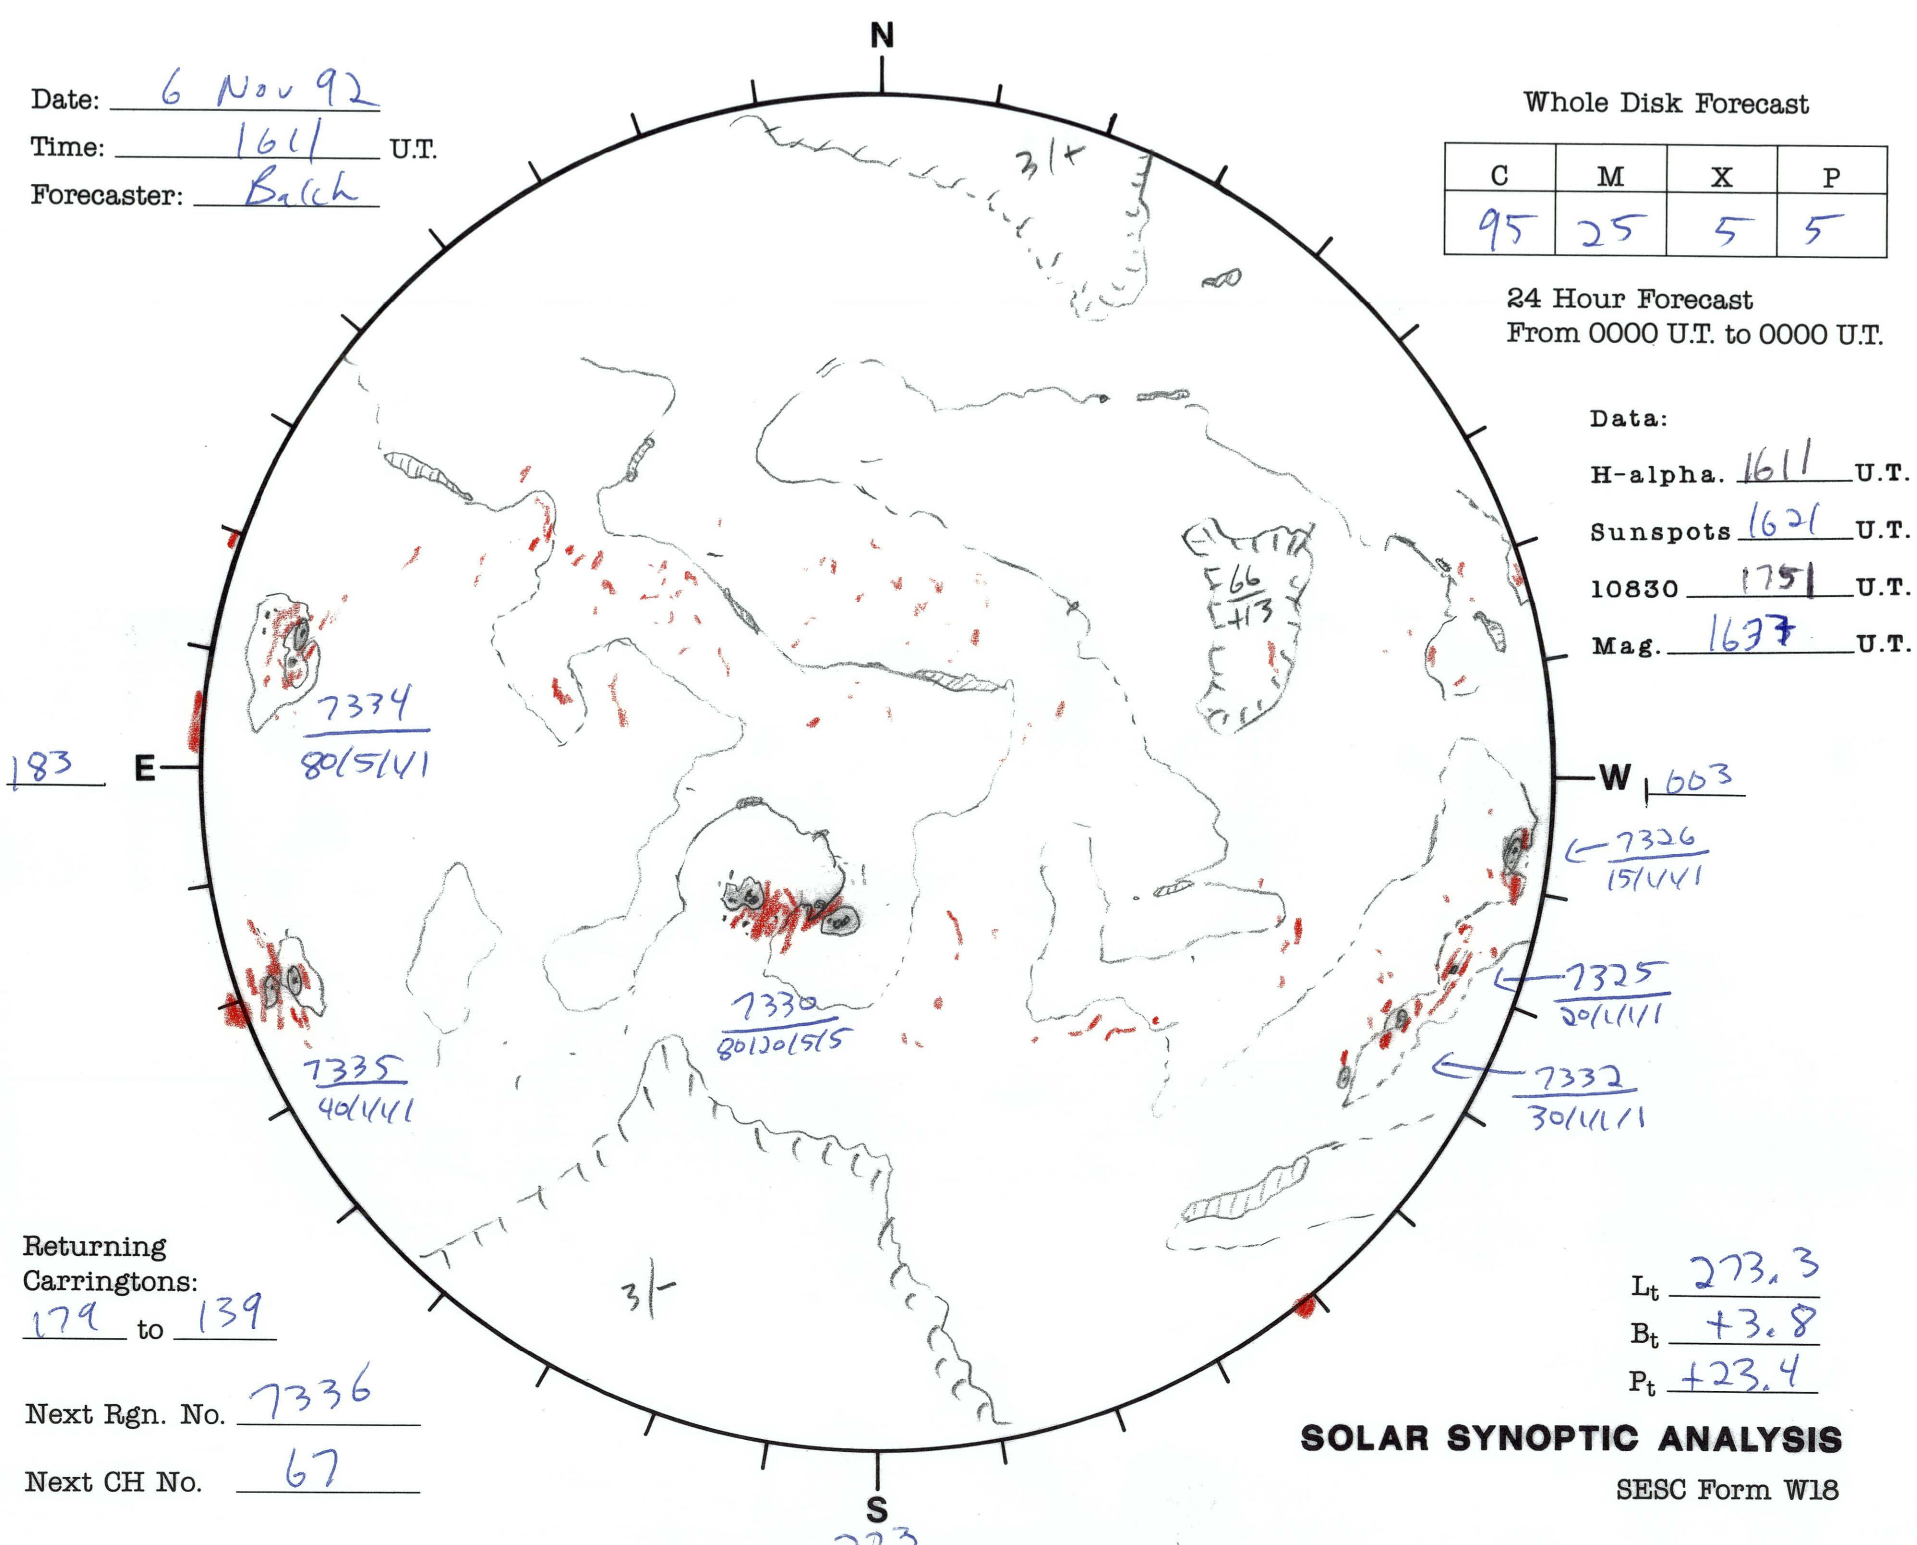 N
Date: 6 Nov 92
Time: 1611 U.T.
Forecaster: Balch
Whole Disk Forecast
C M X P
95 25 5 5
24 Hour Forecast
From 0000 U.T. to 0000 U.T.
Data:
H-alpha. 1611 U.T.
Sunspots 1621 U.T.
10830 1751 U.T.
Mag. 1637 U.T.
3/+
66
+13
7334
80/5/1/1
183 E
W 003
7326
15/1/1/1
7325
20/1/1/1
7332
30/1/1/1
7330
80/20/5/5
7335
40/1/1/1
3/-
Returning
Carringtons:
179 to 139
Next Rgn. No. 7336
Next CH No. 67
Lt 273.3
Bt +3.8
Pt +23.4
SOLAR SYNOPTIC ANALYSIS
SESC Form W18
S